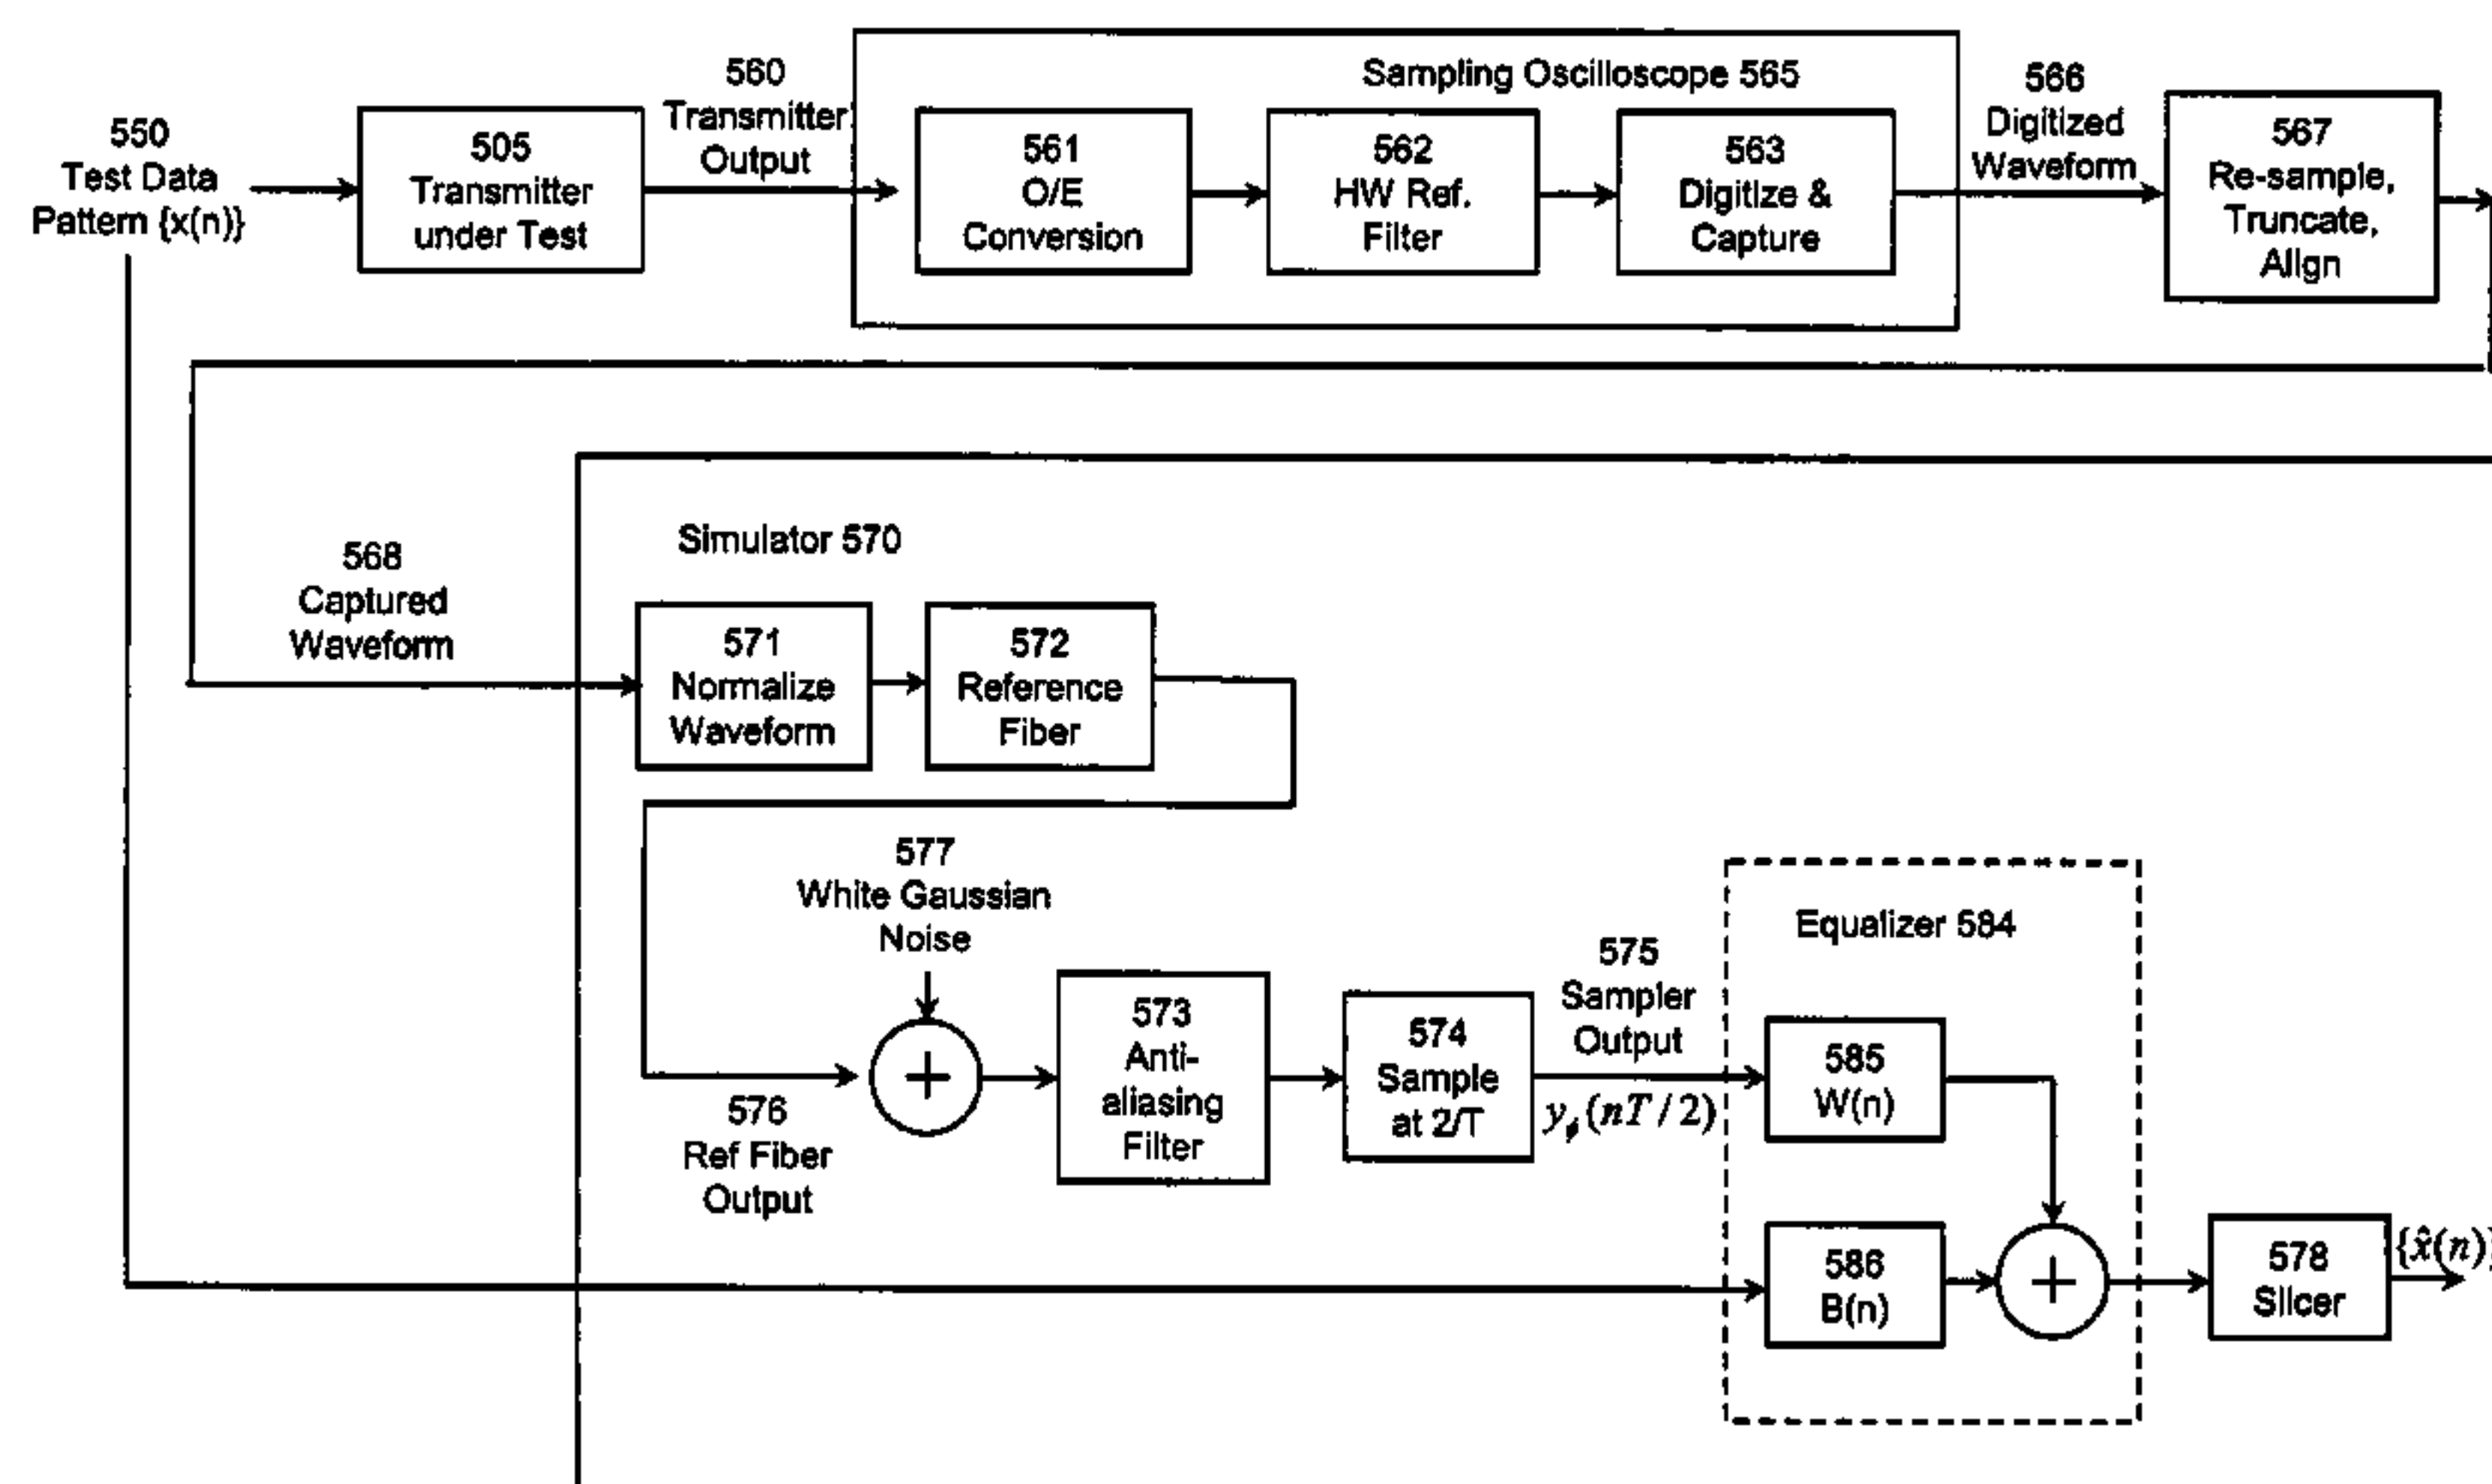 550
Test Data
Pattern {x(n)}
505
Transmitter
under Test
560
Transmitter
Output
Sampling Oscilloscope 565
561
O/E
Conversion
562
HW Ref.
Filter
563
Digitize &
Capture
566
Digitized
Waveform
567
Re-sample,
Truncate,
Align
568
Captured
Waveform
Simulator 570
571
Normalize
Waveform
572
Reference
Fiber
577
White Gaussian
Noise
+
576
Ref Fiber
Output
573
Anti-
aliasing
Filter
574
Sample
at 2/T
575
Sampler
Output
y_ϕ(nT/2)
Equalizer 584
585
W(n)
586
B(n)
+
578
Slicer
{x̂(n)}